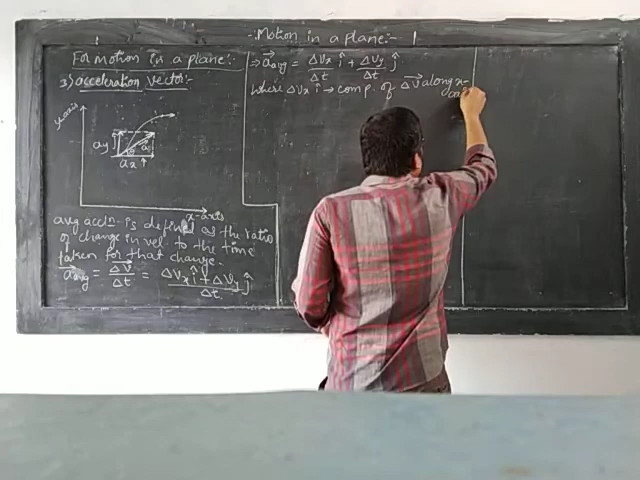 :Motion in a plane:- 1
For motion in a plane:
3) acceleration vector:-
y-axis
ay ĵ
a
ax î
x-axis
avg accln is defined as the ratio
of change in vel. to the time
taken for that change.
a⃗avg = Δv⃗/Δt = Δvx î + Δvy ĵ / Δt
⇒ a⃗avg = Δvx/Δt î + Δvy/Δt ĵ
Where Δvx î → comp. of Δv⃗ along x-
axis